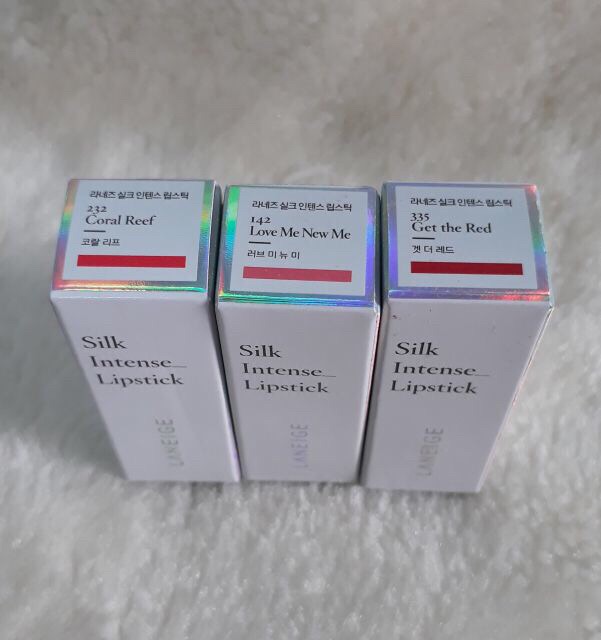 라네즈 실크 인텐스 립스틱
232
Coral Reef
코랄 리프
Silk
Intense_
Lipstick
LANEIGE
라네즈 실크 인텐스 립스틱
142
Love Me New Me
러브 미 뉴 미
Silk
Intense_
Lipstick
LANEIGE
라네즈 실크 인텐스 립스틱
335
Get the Red
겟 더 레드
Silk
Intense_
Lipstick
LANEIGE